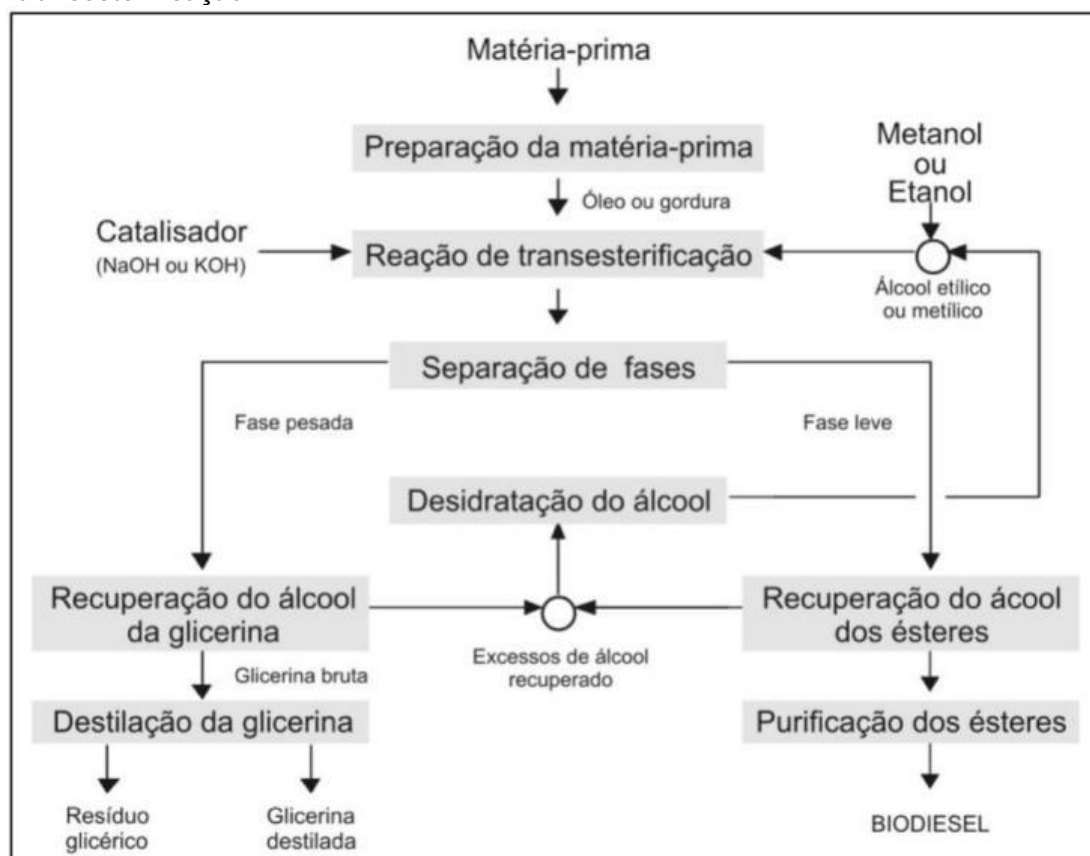 Matéria-prima
Preparação da matéria-prima
Metanol
ou
Etanol
Óleo ou gordura
Catalisador
(NaOH ou KOH)
Reação de transesterificação
Álcool etílico
ou metílico
Separação de fases
Fase pesada
Fase leve
Desidratação do álcool
Recuperação do álcool
da glicerina
Excessos de álcool
recuperado
Recuperação do ácool
dos ésteres
Glicerina bruta
Destilação da glicerina
Purificação dos ésteres
Resíduo
glicérico
Glicerina
destilada
BIODIESEL